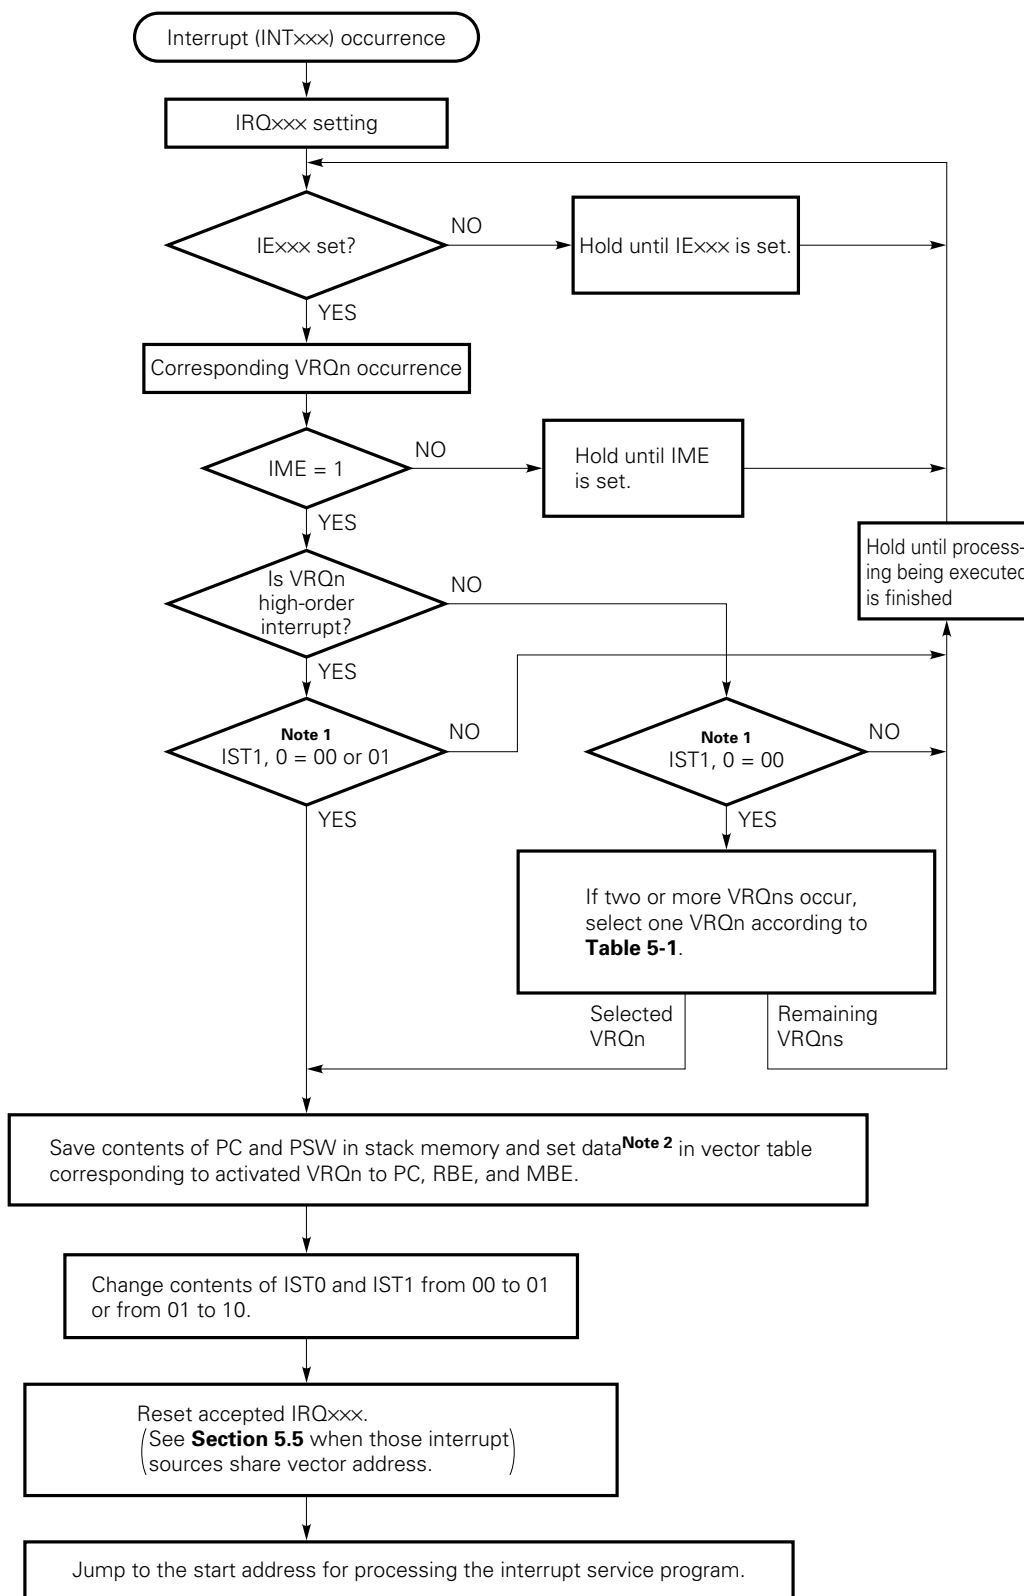 Interrupt (INT×××) occurrence
IRQ××× setting
IE××× set?
NO
Hold until IE××× is set.
YES
Corresponding VRQn occurrence
IME = 1
NO
Hold until IME
is set.
YES
Hold until process-
ing being executed
is finished
Is VRQn
high-order
interrupt?
NO
YES
Note 1
IST1, 0 = 00 or 01
NO
Note 1
IST1, 0 = 00
NO
YES
YES
If two or more VRQns occur,
select one VRQn according to
Table 5-1.
Selected
VRQn
Remaining
VRQns
Save contents of PC and PSW in stack memory and set dataNote 2 in vector table
corresponding to activated VRQn to PC, RBE, and MBE.
Change contents of IST0 and IST1 from 00 to 01
or from 01 to 10.
Reset accepted IRQ×××.
(See Section 5.5 when those interrupt
sources share vector address.)
Jump to the start address for processing the interrupt service program.